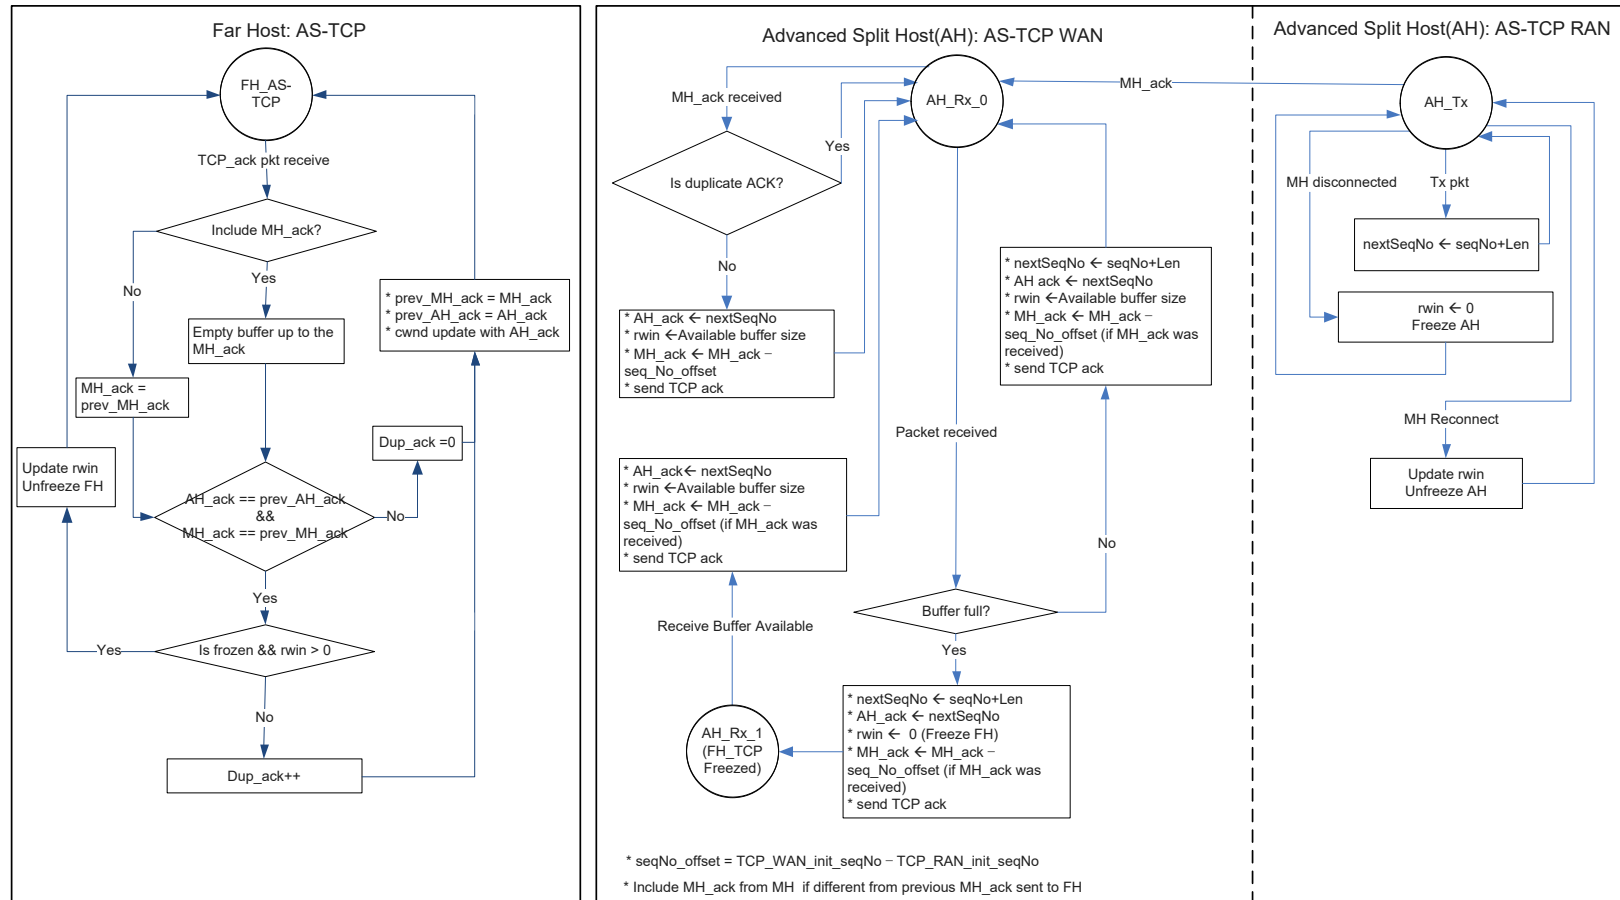 Far Host: AS-TCP
FH_AS-
TCP
TCP_ack pkt receive
Include MH_ack?
No
Yes
Empty buffer up to the
MH_ack
MH_ack =
prev_MH_ack
* prev_MH_ack = MH_ack
* prev_AH_ack = AH_ack
* cwnd update with AH_ack
Dup_ack =0
Update rwin
Unfreeze FH
AH_ack == prev_AH_ack
&&
MH_ack == prev_MH_ack
No
Yes
Is frozen && rwin > 0
Yes
No
Dup_ack++
Advanced Split Host(AH): AS-TCP WAN
AH_Rx_0
MH_ack received
Yes
Is duplicate ACK?
No
* AH_ack ← nextSeqNo
* rwin ←Available buffer size
* MH_ack ← MH_ack –
seq_No_offset
* send TCP ack
* nextSeqNo ← seqNo+Len
* AH ack ← nextSeqNo
* rwin ←Available buffer size
* MH_ack ← MH_ack –
seq_No_offset (if MH_ack was
received)
* send TCP ack
Packet received
* AH_ack← nextSeqNo
* rwin ←Available buffer size
* MH_ack ← MH_ack –
seq_No_offset (if MH_ack was
received)
* send TCP ack
No
Buffer full?
Receive Buffer Available
Yes
AH_Rx_1
(FH_TCP
Freezed)
* nextSeqNo ← seqNo+Len
* AH_ack ← nextSeqNo
* rwin ← 0 (Freeze FH)
* MH_ack ← MH_ack –
seq_No_offset (if MH_ack was
received)
* send TCP ack
* seqNo_offset = TCP_WAN_init_seqNo – TCP_RAN_init_seqNo
* Include MH_ack from MH if different from previous MH_ack sent to FH
Advanced Split Host(AH): AS-TCP RAN
MH_ack
AH_Tx
MH disconnected
Tx pkt
nextSeqNo ← seqNo+Len
rwin ← 0
Freeze AH
MH Reconnect
Update rwin
Unfreeze AH